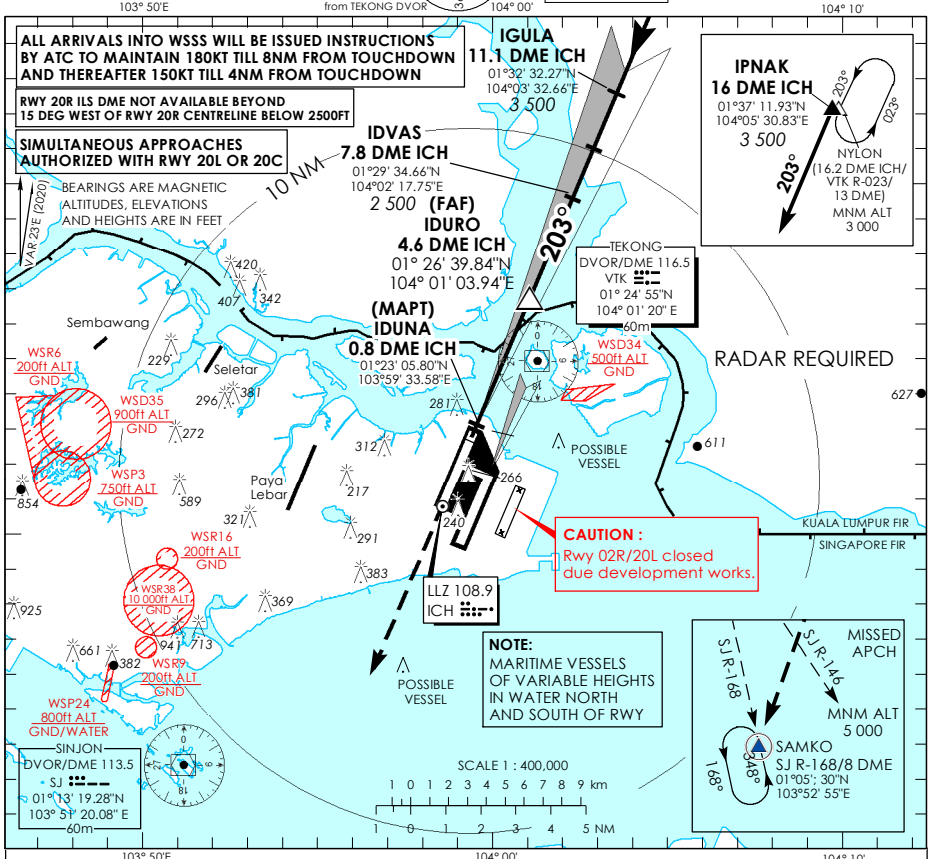 103° 50'E
from TEKONG DVOR
104° 00'
104° 10'
ALL ARRIVALS INTO WSSS WILL BE ISSUED INSTRUCTIONS
BY ATC TO MAINTAIN 180KT TILL 8NM FROM TOUCHDOWN
AND THEREAFTER 150KT TILL 4NM FROM TOUCHDOWN
RWY 20R ILS DME NOT AVAILABLE BEYOND
15 DEG WEST OF RWY 20R CENTRELINE BELOW 2500FT
SIMULTANEOUS APPROACHES
AUTHORIZED WITH RWY 20L OR 20C
VAR 23'E (2020)
BEARINGS ARE MAGNETIC
ALTITUDES, ELEVATIONS
AND HEIGHTS ARE IN FEET
10 NM
IGULA
11.1 DME ICH
01°32' 32.27"N
104°03' 32.66"E
3 500
IDVAS
7.8 DME ICH
01°29' 34.66"N
104°02' 17.75"E
2 500
(FAF)
IDURO
4.6 DME ICH
01° 26' 39.84"N
104° 01' 03.94"E
203°
(MAPT)
IDUNA
0.8 DME ICH
01°23' 05.80"N
103°59' 33.58"E
IPNAK
16 DME ICH
01°37' 11.93"N
104°05' 30.83"E
3 500
203°
023°
203°
NYLON
(16.2 DME ICH/
VTK R-023/
13 DME)
MNM ALT
3 000
TEKONG
DVOR/DME 116.5
VTK
01° 24' 55"N
104° 01' 20" E
60m
WSD34
500ft ALT
GND
0
9
18
2
RADAR REQUIRED
420
407
342
Sembawang
229
Seletar
296
381
281
WSR6
200ft ALT
GND
WSD35
900ft ALT
GND
272
312
627
611
POSSIBLE
VESSEL
WSP3
750ft ALT
GND
854
589
Paya
Lebar
217
266
321
291
240
WSR16
200ft ALT
GND
383
CAUTION :
Rwy 02R/20L closed
due development works.
KUALA LUMPUR FIR
SINGAPORE FIR
WSR38
10 000ft ALT
GND
369
925
LLZ 108.9
ICH
661
382
941
713
WSR9
200ft ALT
GND
POSSIBLE
VESSEL
NOTE:
MARITIME VESSELS
OF VARIABLE HEIGHTS
IN WATER NORTH
AND SOUTH OF RWY
WSP24
800ft ALT
GND/WATER
SINJON
DVOR/DME 113.5
SJ
01° 13' 19.28"N
103° 51' 20.08" E
60m
0
9
18
27
SCALE 1 : 400,000
1 0 1 2 3 4 5 6 7 8 9 km
1 0 1 2 3 4 5 NM
MISSED
APCH
SJ R-168
SJ R-146
MNM ALT
5 000
SAMKO
SJ R-168/8 DME
01°05'; 30"N
103°52' 55"E
168°
348°
103° 50'E
104° 00'
104° 10'